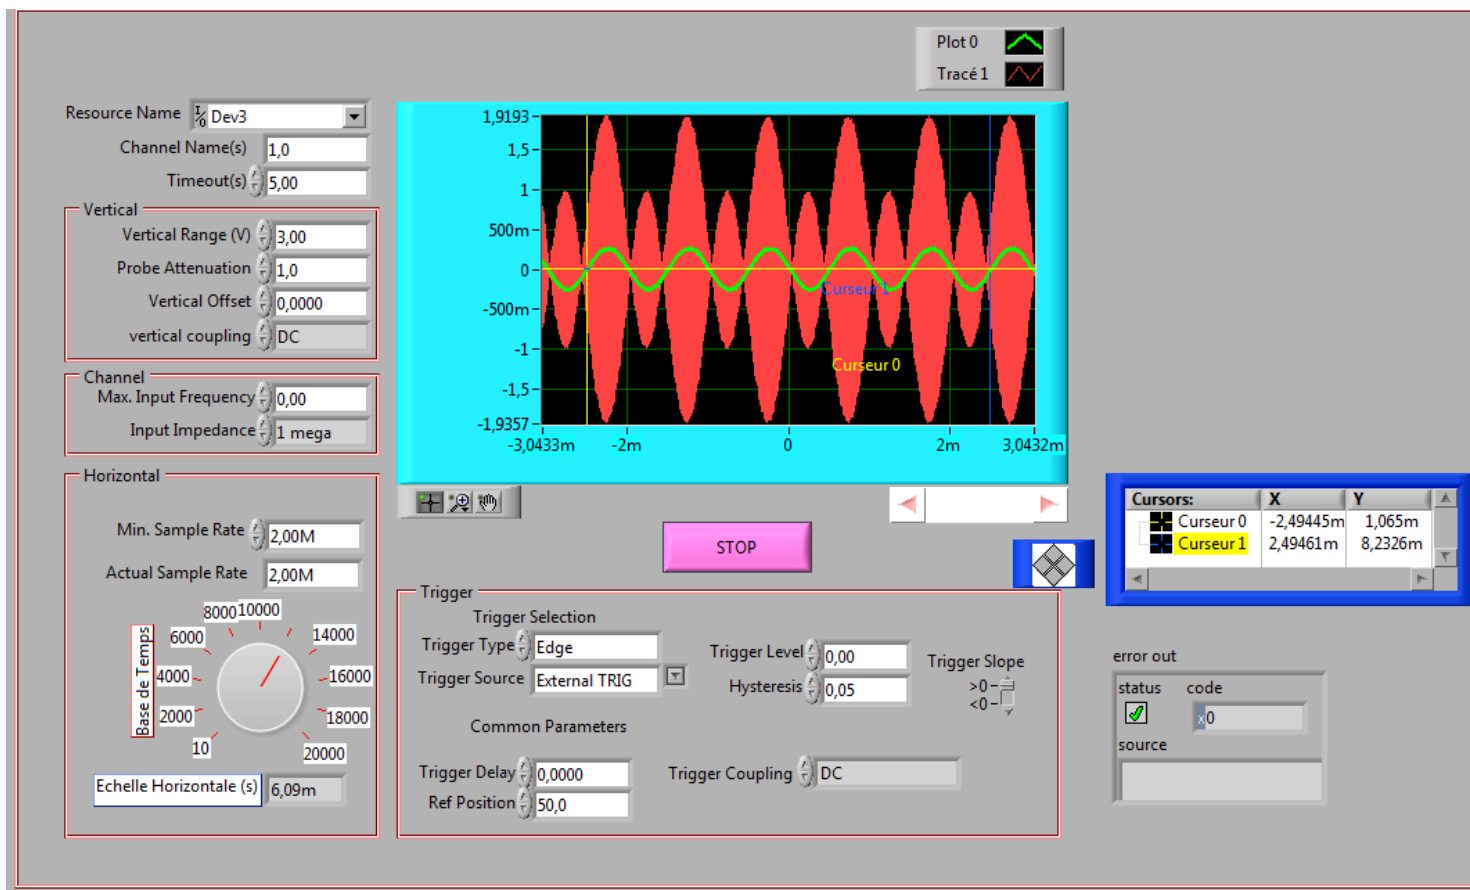 Plot 0
Tracé 1
Resource Name I/O Dev3
Channel Name(s) 1,0
Timeout(s) 5,00
Vertical
Vertical Range (V) 3,00
Probe Attenuation 1,0
Vertical Offset 0,0000
vertical coupling DC
Channel
Max. Input Frequency 0,00
Input Impedance 1 mega
Horizontal
Min. Sample Rate 2,00M
Actual Sample Rate 2,00M
Base de Temps
10
2000
4000
6000
8000
10000
14000
16000
18000
20000
Echelle Horizontale (s) 6,09m
1,9193
1,5
1
500m
0
-500m
-1
-1,5
-1,9357
-3,0433m -2m 0 2m 3,0432m
Curseur 1
Curseur 0
STOP
Cursors: X Y
Curseur 0 -2,49445m 1,065m
Curseur 1 2,49461m 8,2326m
Trigger
Trigger Selection
Trigger Type Edge
Trigger Source External TRIG
Trigger Level 0,00
Hysteresis 0,05
Trigger Slope
>0
<0
Common Parameters
Trigger Delay 0,0000
Ref Position 50,0
Trigger Coupling DC
error out
status code
x0
source